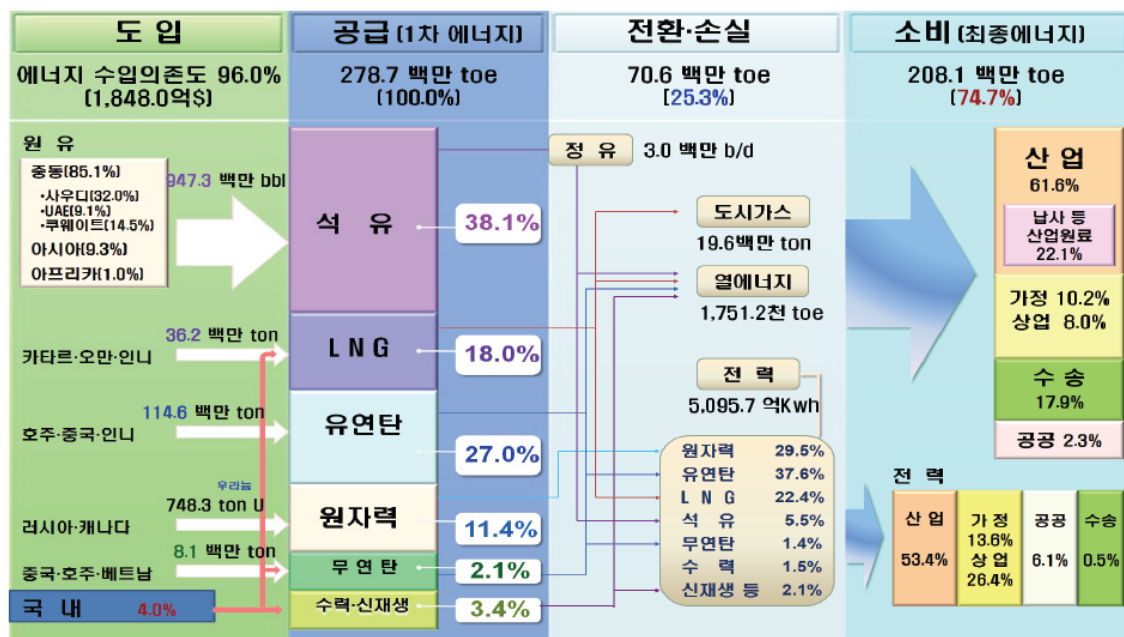 도 입
에너지 수입의존도 96.0%
(1,848.0억$)
원 유
중동(85.1%)
•사우디(32.0%)
•UAE(9.1%)
•쿠웨이트(14.5%)
아시아(9.3%)
아프리카(1.0%)
947.3 백만 bbl
36.2 백만 ton
카타르·오만·인니
114.6 백만 ton
호주·중국·인니
우라늄
748.3 ton U
러시아·캐나다
8.1 백만 ton
중국·호주·베트남
국 내 4.0%
공급 (1차 에너지)
278.7 백만 toe
(100.0%)
석 유 38.1%
L N G 18.0%
유연탄 27.0%
원자력 11.4%
무 연 탄 2.1%
수력·신재생 3.4%
전환·손실
70.6 백만 toe
[25.3%]
정 유 3.0 백만 b/d
도시가스
19.6백만 ton
열에너지
1,751.2천 toe
전 력
5,095.7 억Kwh
원자력 29.5%
유연탄 37.6%
L N G 22.4%
석 유 5.5%
무연탄 1.4%
수 력 1.5%
신재생 등 2.1%
소비 (최종에너지)
208.1 백만 toe
(74.7%)
산 업
61.6%
납사 등
산업원료
22.1%
가정 10.2%
상업 8.0%
수 송
17.9%
공공 2.3%
전 력
산 업
53.4%
가 정
13.6%
상 업
26.4%
공공
6.1%
수송
0.5%